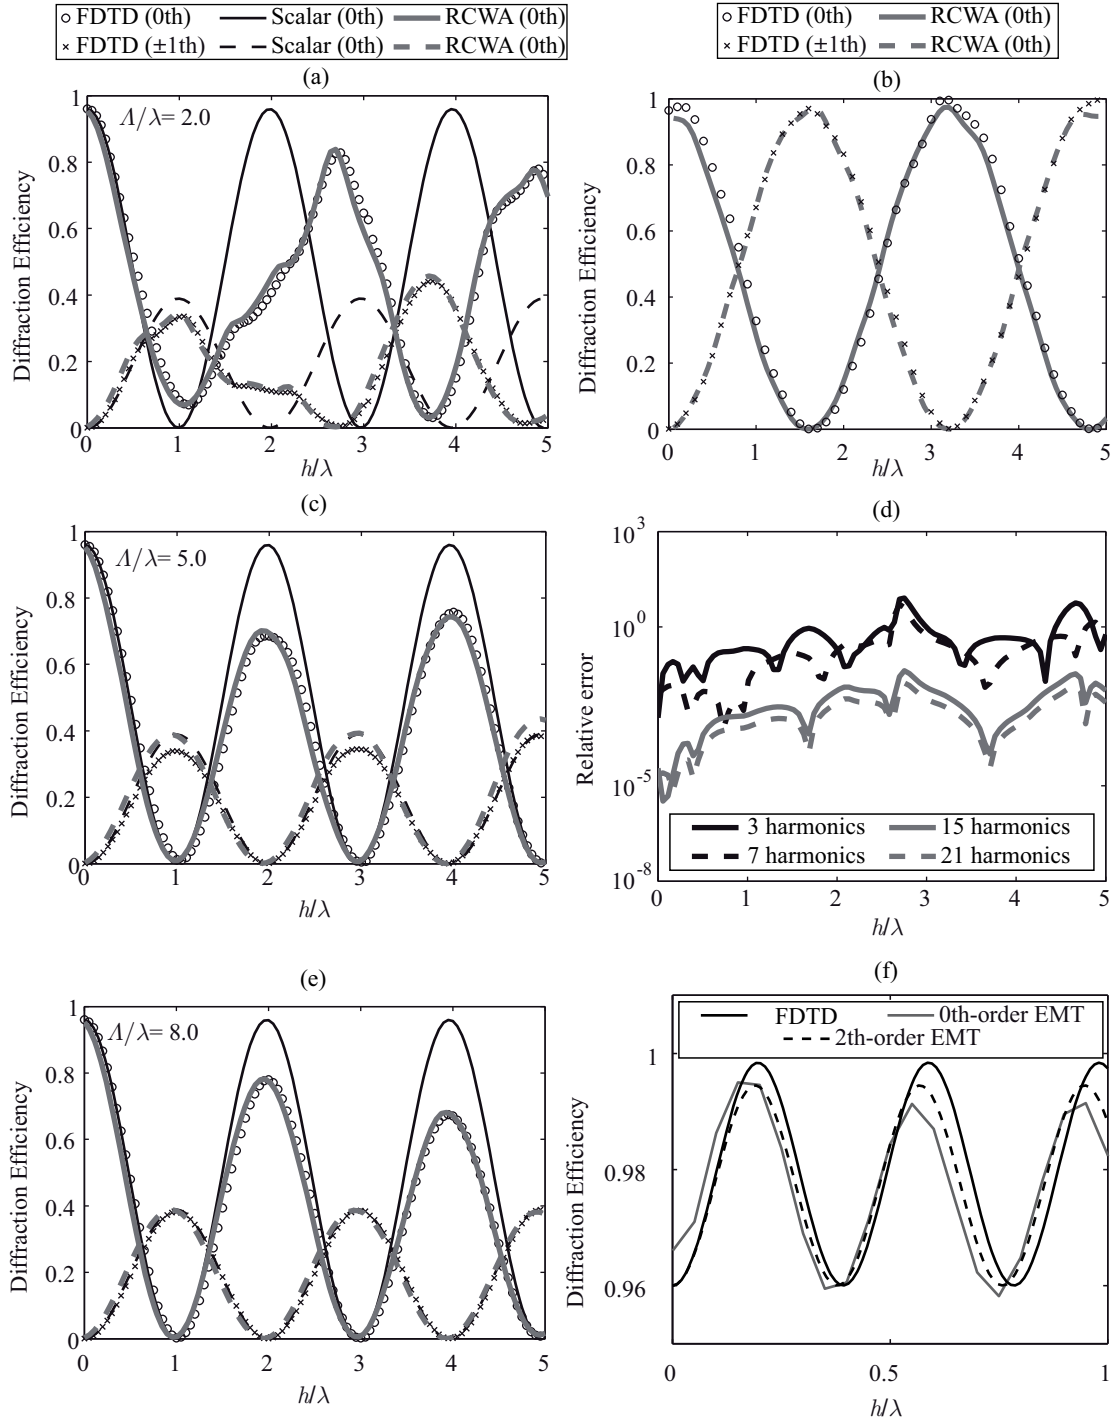 FDTD (0th) Scalar (0th) RCWA (0th)
FDTD (±1th) Scalar (0th) RCWA (0th)
FDTD (0th) RCWA (0th)
FDTD (±1th) RCWA (0th)
(a)
Λ/λ= 2.0
Diffraction Efficiency
1
0.8
0.6
0.4
0.2
0
0 1 2 3 4 5
h/λ
(b)
Diffraction Efficiency
1
0.8
0.6
0.4
0.2
0
0 1 2 3 4 5
h/λ
(c)
Λ/λ= 5.0
Diffraction Efficiency
1
0.8
0.6
0.4
0.2
0
0 1 2 3 4 5
h/λ
(d)
Relative error
10³
10⁰
10⁻⁵
10⁻⁸
3 harmonics 15 harmonics
7 harmonics 21 harmonics
0 1 2 3 4 5
h/λ
(e)
Λ/λ= 8.0
Diffraction Efficiency
1
0.8
0.6
0.4
0.2
0
0 1 2 3 4 5
h/λ
(f)
FDTD 0th-order EMT
2th-order EMT
Diffraction Efficiency
1
0.98
0.96
0 0.5 1
h/λ